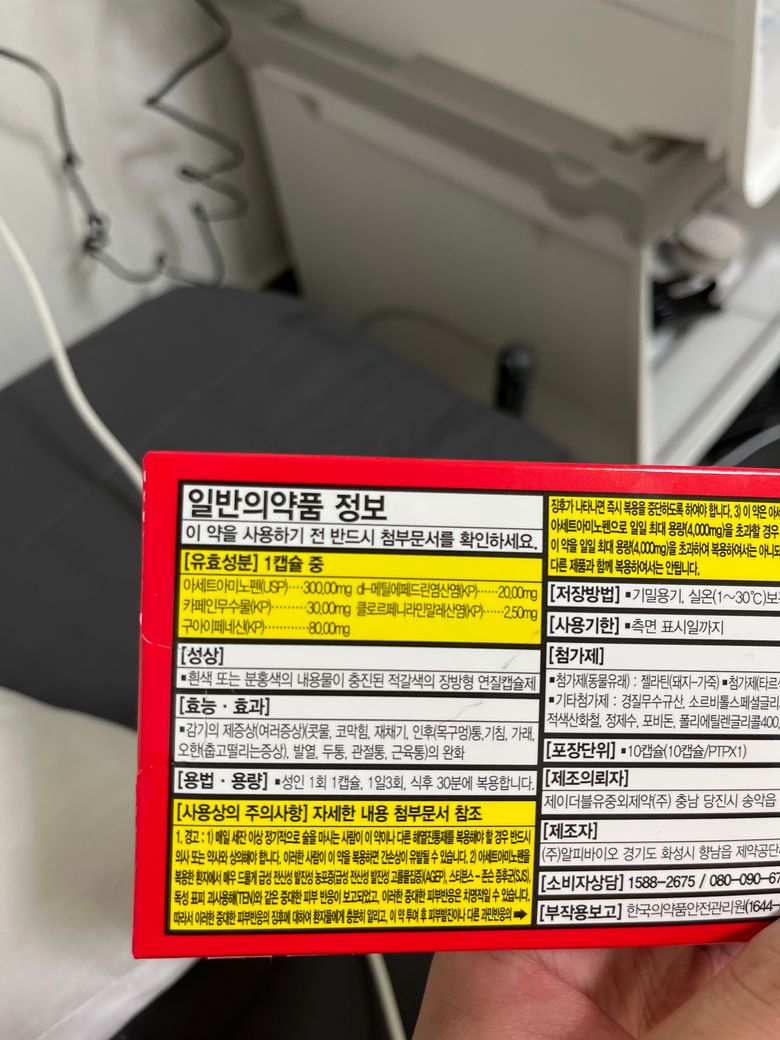 일반의약품 정보
이 약을 사용하기 전 반드시 첨부문서를 확인하세요.
[유효성분] 1캡슐 중
아세트아미노펜(USP)····300.00mg dl-메틸에페드린염산염(KP)······20.00mg
카페인무수물(KP)········30.00mg 클로르페니라민말레산염(KP)······2.50mg
구아이페네신(KP)········80.00mg
[성상]
▪흰색 또는 분홍색의 내용물이 충진된 적갈색의 장방형 연질캡슐제
[효능·효과]
▪감기의 제증상(여러증상)(콧물, 코막힘, 재채기, 인후(목구멍)통, 기침, 가래,
오한(춥고떨리는증상), 발열, 두통, 관절통, 근육통)의 완화
[용법·용량] ▪성인 1회 1캡슐, 1일3회, 식후 30분에 복용합니다.
[사용상의 주의사항] 자세한 내용 첨부문서 참조
1. 경고 : 1) 매일 세잔 이상 정기적으로 술을 마시는 사람이 이 약이나 다른 해열진통제를 복용해야 할 경우 반드시
의사 또는 약사와 상의해야 합니다. 이러한 사람이 이 약을 복용하면 간손상이 유발될 수 있습니다. 2) 아세트아미노펜을
복용한 환자에서 매우 드물게 급성 전신성 발진성 농포증(급성 전신성 발진성 고름물집증)(AGEP), 스티븐스-존슨 증후군(SJS),
독성 표피 괴사용해(TEN)와 같은 중대한 피부 반응이 보고되었고, 이러한 중대한 피부반응은 치명적일 수 있습니다.
따라서 이러한 중대한 피부반응의 징후에 대하여 환자들에게 충분히 알리고, 이 약 투여 후 피부발진이나 다른 과민반응의 ➡
징후가 나타나면 즉시 복용을 중단하도록 하여야 합니다. 3) 이 약은 아세
아세트아미노펜으로 일일 최대 용량(4,000mg)을 초과할 경우
이 약을 일일 최대 용량(4,000mg)을 초과하여 복용하여서는 아니되
다른 제품과 함께 복용하여서는 안됩니다.
[저장방법] ▪기밀용기, 실온(1~30℃)보
[사용기한] ▪측면 표시일까지
[첨가제]
▪첨가제(동물유래) : 젤라틴(돼지-가죽) ▪첨가제(타르
▪기타첨가제 : 경질무수규산, 소르비톨스페셜글리
적색산화철, 정제수, 포비돈, 폴리에틸렌글리콜400,
[포장단위] ▪10캡슐(10캡슐/PTPX1)
[제조의뢰자]
제이더블유중외제약(주) 충남 당진시 송악읍
[제조자]
(주)알피바이오 경기도 화성시 향남읍 제약공단
[소비자상담] 1588-2675 / 080-090-67
[부작용보고] 한국의약품안전관리원(1644-